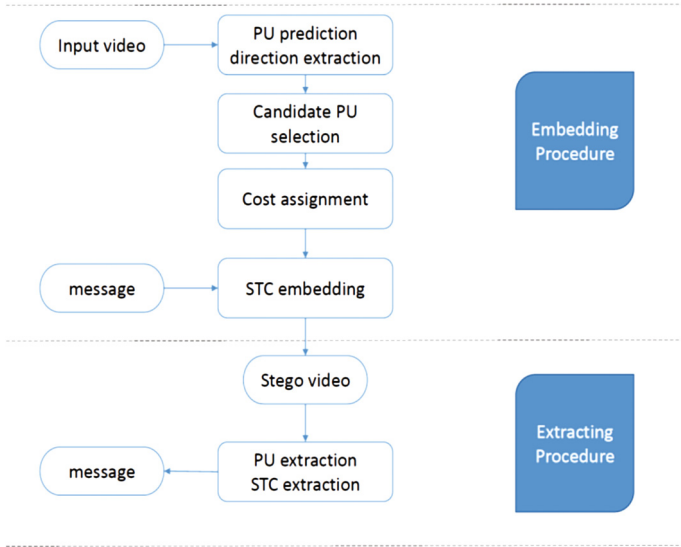 Input video
PU prediction
direction extraction
Candidate PU
selection
Embedding
Procedure
Cost assignment
message
STC embedding
Stego video
Extracting
Procedure
message
PU extraction
STC extraction